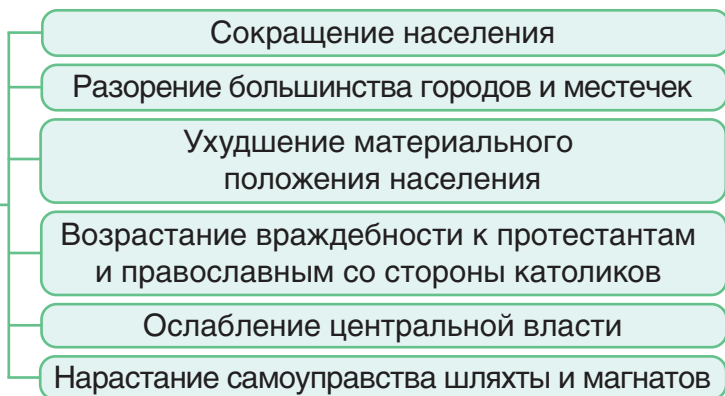 Сокращение населения
Разорение большинства городов и местечек
Ухудшение материального
положения населения
Возрастание враждебности к протестантам
и православным со стороны католиков
Ослабление центральной власти
Нарастание самоуправства шляхты и магнатов